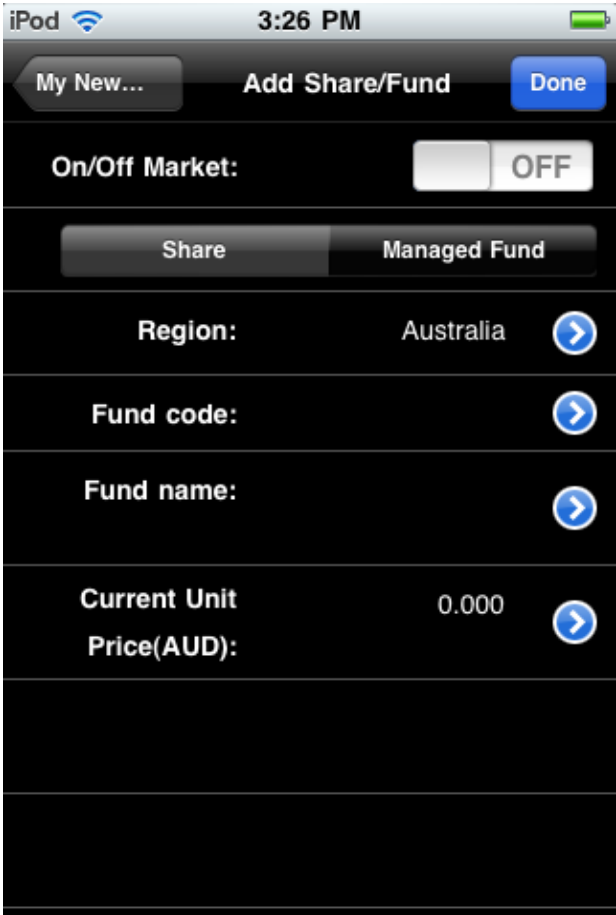 iPod 3:26 PM
My New... Add Share/Fund Done
On/Off Market: OFF
Share Managed Fund
Region: Australia
Fund code:
Fund name:
Current Unit 0.000
Price(AUD):